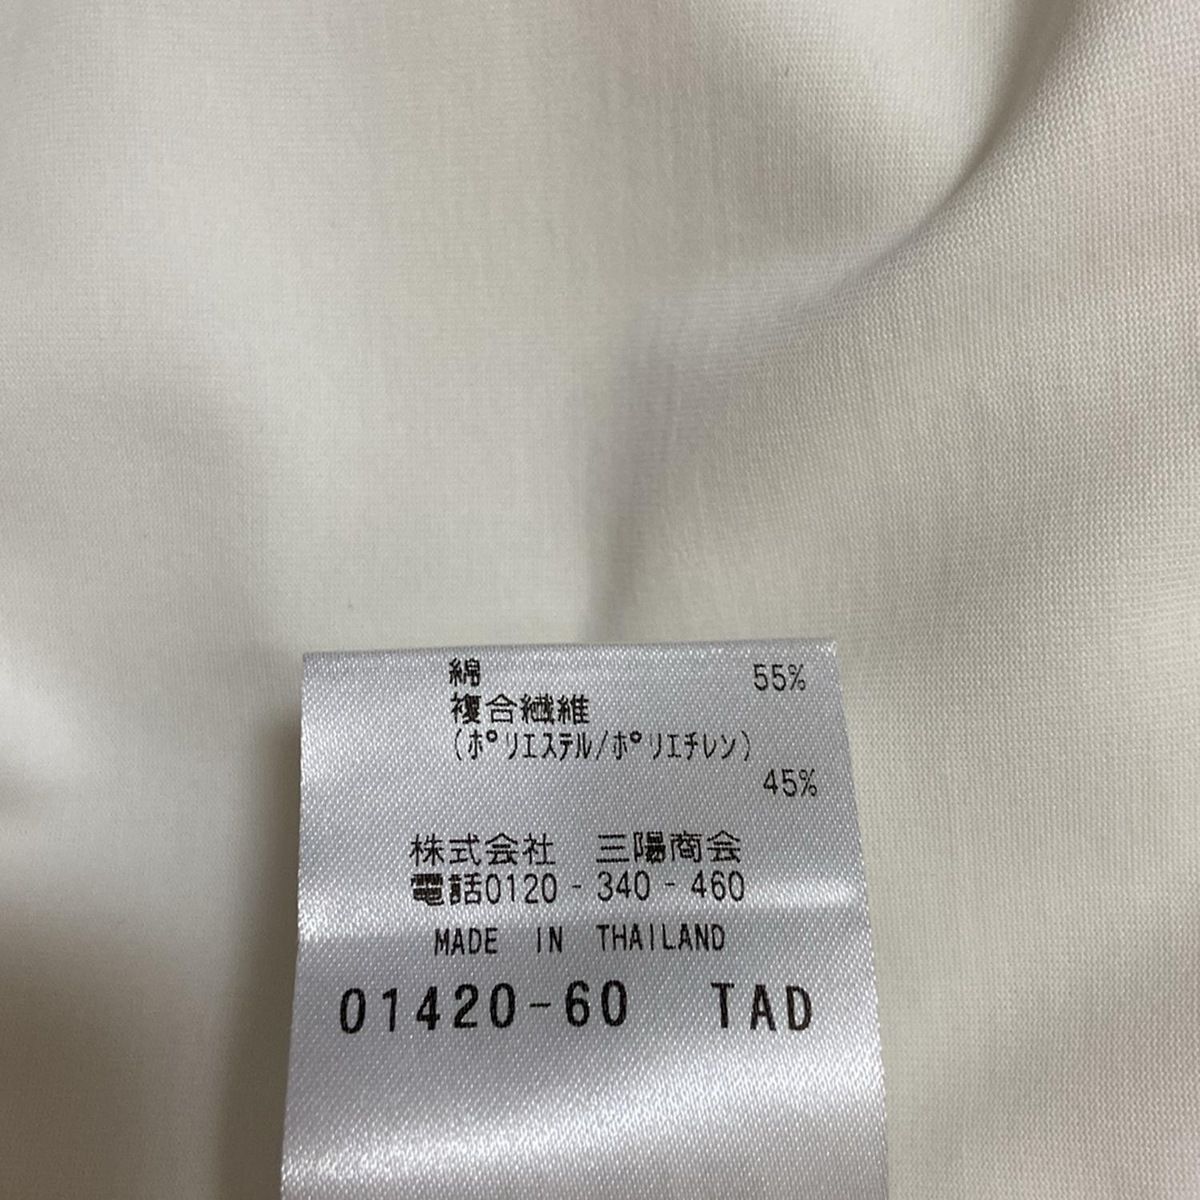 綿 55%
複合繊維
(ポリエステル/ポリエチレン)
45%
株式会社 三陽商会
電話0120-340-460
MADE IN THAILAND
01420-60 TAD